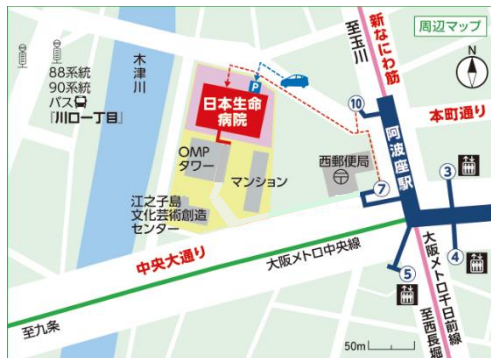 周辺マップ
N
新なにわ筋
至玉川
木津川
88系統
90系統
バス
『川口一丁目』
P
日本生命
病院
⑩
本町通り
阿波座駅
OMP
タワー
マンション
西郵便局
⑦
③
江之子島
文化芸術創造
センター
中央大通り
大阪メトロ中央線
④
⑤
大阪メトロ千日前線
至西長堀
至九条
50m